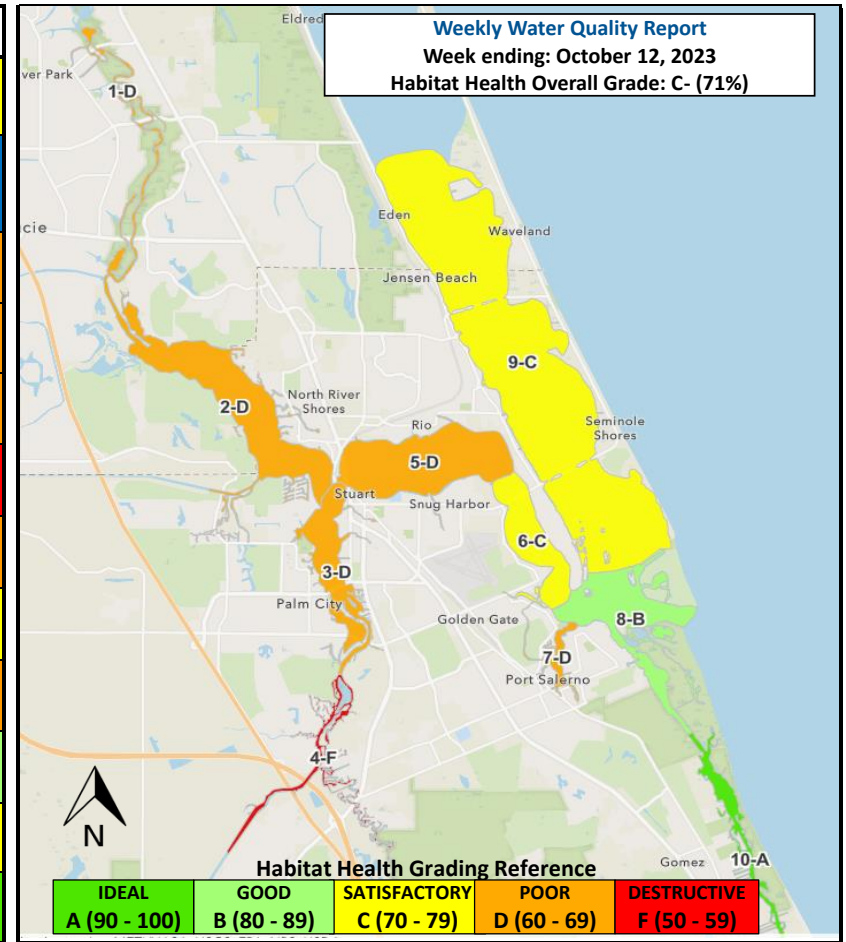 Weekly Water Quality Report
Week ending: October 12, 2023
Habitat Health Overall Grade: C- (71%)
Eldred
ver Park
1-D
cie
Eden
Waveland
Jensen Beach
9-C
North River
Shores
2-D
Rio
Seminole
Shores
5-D
Stuart
Snug Harbor
6-C
3-D
Palm City
Golden Gate
8-B
7-D
Port Salerno
4-F
N
Gomez
10-A
Habitat Health Grading Reference
IDEAL GOOD SATISFACTORY POOR DESTRUCTIVE
A (90 - 100) B (80 - 89) C (70 - 79) D (60 - 69) F (50 - 59)